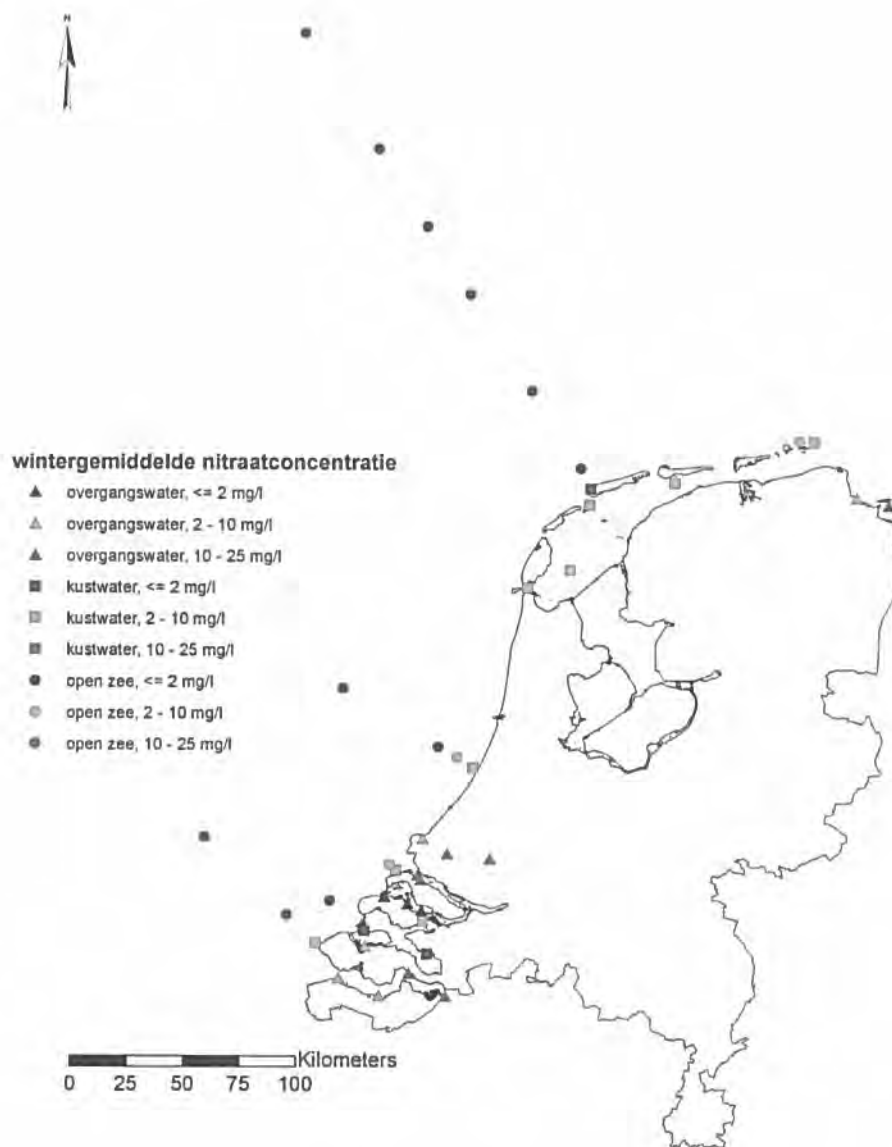 N
wintergemiddelde nitraatconcentratie
overgangswater, <= 2 mg/l
overgangswater, 2 - 10 mg/l
overgangswater, 10 - 25 mg/l
kustwater, <= 2 mg/l
kustwater, 2 - 10 mg/l
kustwater, 10 - 25 mg/l
open zee, <= 2 mg/l
open zee, 2 - 10 mg/l
open zee, 10 - 25 mg/l
Kilometers
0 25 50 75 100